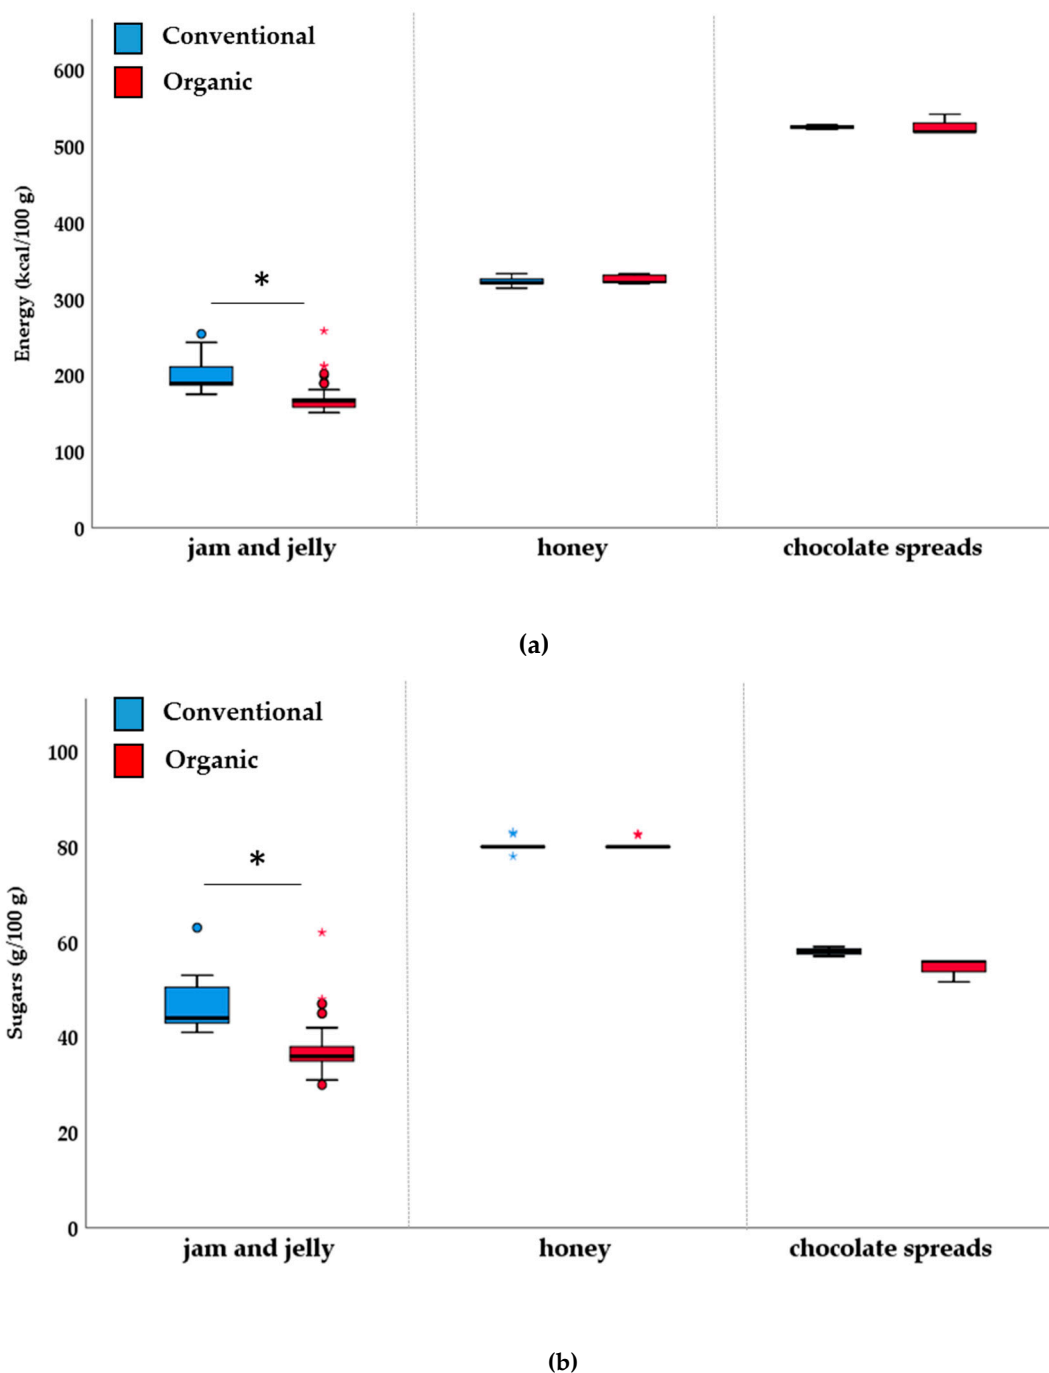 Conventional
Organic
Energy (kcal/100 g)
600
500
400
300
200
100
0
*
jam and jelly
honey
chocolate spreads
(a)
Conventional
Organic
Sugars (g/100 g)
100
80
60
40
20
0
*
jam and jelly
honey
chocolate spreads
(b)